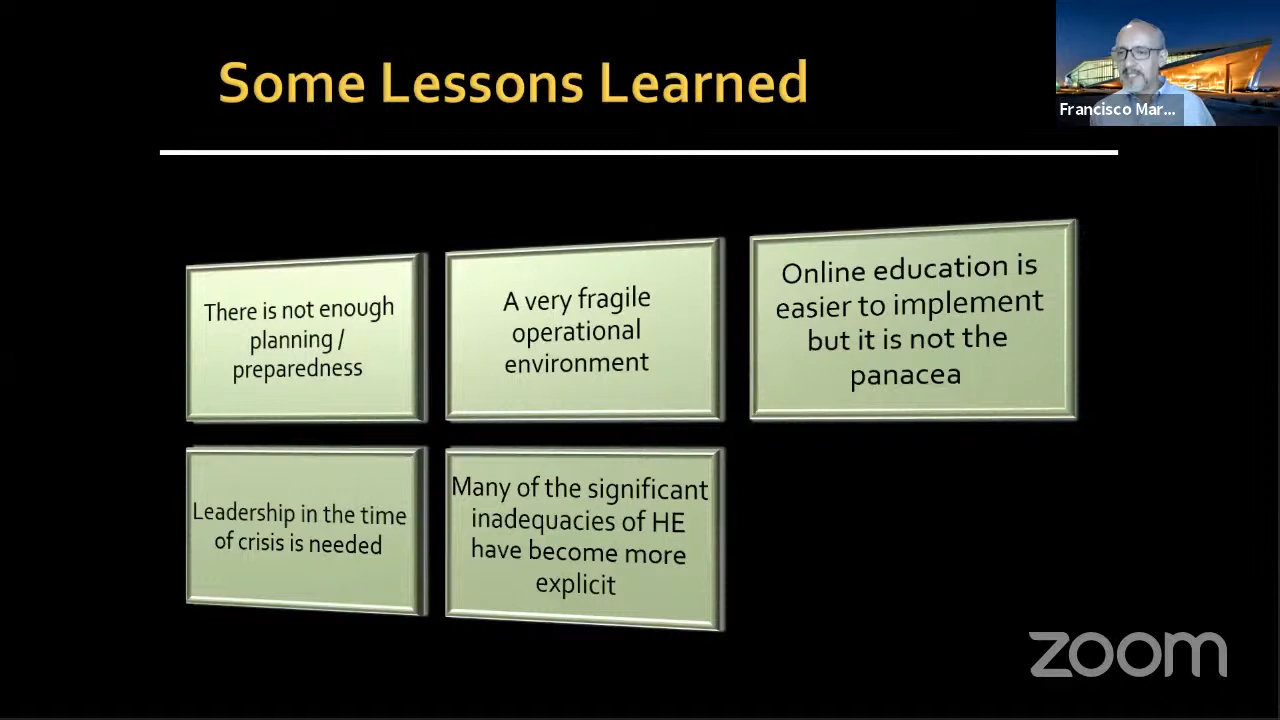 Some Lessons Learned
Francisco Mar...
There is not enough
planning /
preparedness
A very fragile
operational
environment
Online education is
easier to implement
but it is not the
panacea
Leadership in the time
of crisis is needed
Many of the significant
inadequacies of HE
have become more
explicit
zoom